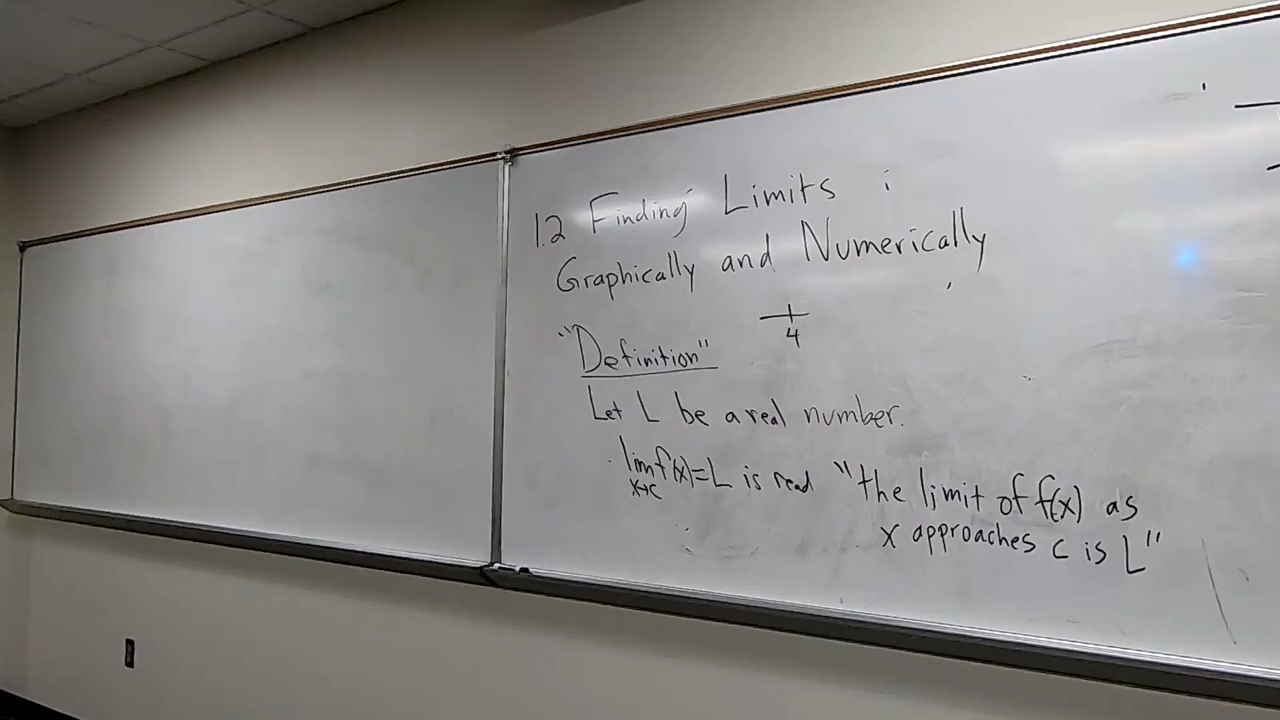 1.2 Finding Limits
Graphically and Numerically
4
"Definition"
Let L be a real number.
lim f(x)=L is read "the limit of f(x) as
x→c
x approaches c is L"